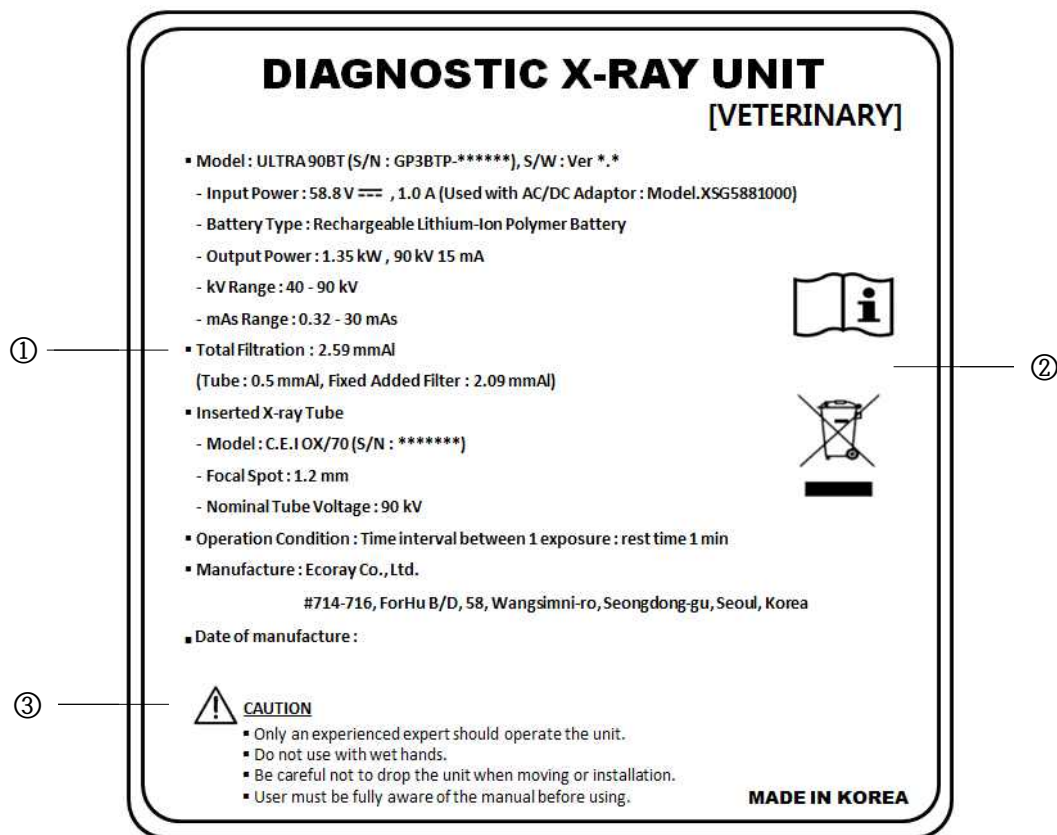 DIAGNOSTIC X-RAY UNIT
[VETERINARY]
▪ Model : ULTRA 90BT (S/N : GP3BTP-******), S/W : Ver *.*
- Input Power : 58.8 V ⎓ , 1.0 A (Used with AC/DC Adaptor : Model.XSG5881000)
- Battery Type : Rechargeable Lithium-Ion Polymer Battery
- Output Power : 1.35 kW , 90 kV 15 mA
- kV Range : 40 - 90 kV
- mAs Range : 0.32 - 30 mAs
①
▪ Total Filtration : 2.59 mmAl
②
(Tube : 0.5 mmAl, Fixed Added Filter : 2.09 mmAl)
▪ Inserted X-ray Tube
- Model : C.E.I OX/70 (S/N : *******)
- Focal Spot : 1.2 mm
- Nominal Tube Voltage : 90 kV
▪ Operation Condition : Time interval between 1 exposure : rest time 1 min
▪ Manufacture : Ecoray Co., Ltd.
#714-716, ForHu B/D, 58, Wangsimni-ro, Seongdong-gu, Seoul, Korea
▪ Date of manufacture :
③
CAUTION
▪ Only an experienced expert should operate the unit.
▪ Do not use with wet hands.
▪ Be careful not to drop the unit when moving or installation.
▪ User must be fully aware of the manual before using.
MADE IN KOREA